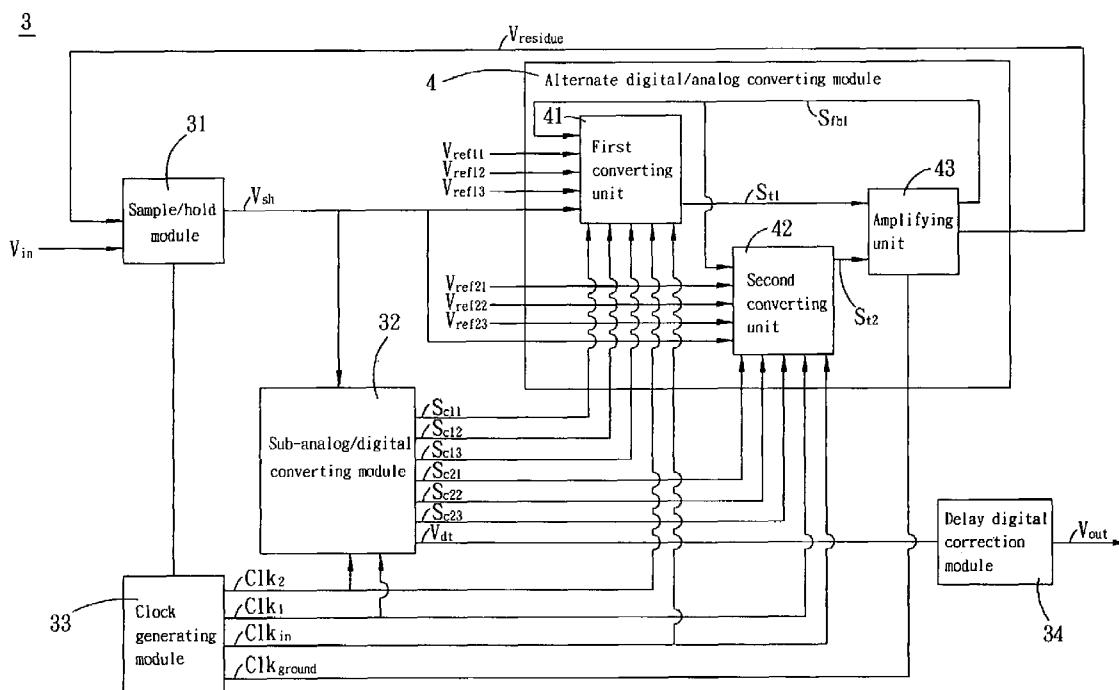 3
Vresidue
4
Alternate digital/analog converting module
Sfb1
41
First
converting
unit
Vref11
Vref12
Vref13
31
Sample/hold
module
Vsh
Vin
St1
43
Amplifying
unit
42
Second
converting
unit
St2
Vref21
Vref22
Vref23
32
Sub-analog/digital
converting module
Sc11
Sc12
Sc13
Sc21
Sc22
Sc23
Vdt
Delay digital
correction
module
Vout
34
33
Clock
generating
module
Clk2
Clk1
Clkin
Clkground